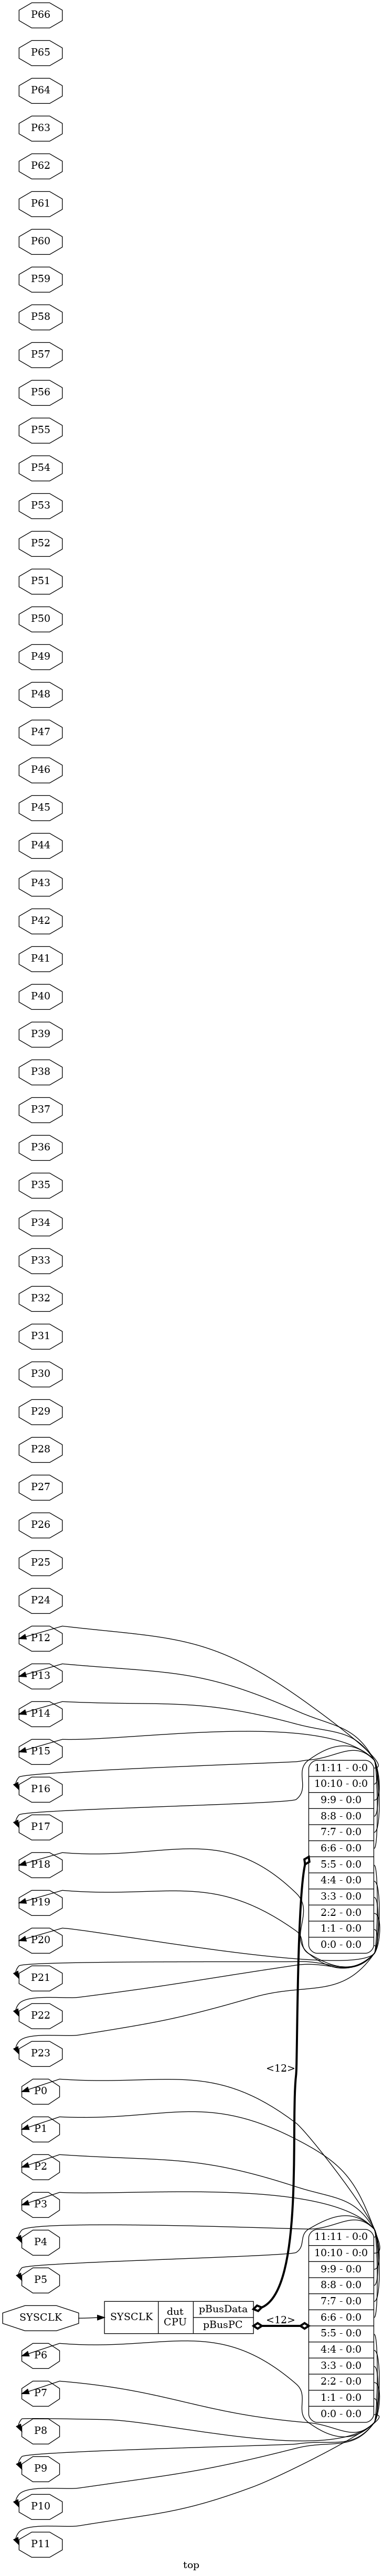 P66
P65
P64
P63
P62
P61
P60
P59
P58
P57
P56
P55
P54
P53
P52
P51
P50
P49
P48
P47
P46
P45
P44
P43
P42
P41
P40
P39
P38
P37
P36
P35
P34
P33
P32
P31
P30
P29
P28
P27
P26
P25
P24
P12
P13
P14
P15
P16
P17
P18
P19
P20
P21
P22
P23
11:11 - 0:0
10:10 - 0:0
9:9 - 0:0
8:8 - 0:0
7:7 - 0:0
6:6 - 0:0
5:5 - 0:0
4:4 - 0:0
3:3 - 0:0
2:2 - 0:0
1:1 - 0:0
0:0 - 0:0
<12>
P0
P1
P2
P3
P4
P5
SYSCLK
SYSCLK
dut
CPU
pBusData
pBusPC
<12>
11:11 - 0:0
10:10 - 0:0
9:9 - 0:0
8:8 - 0:0
7:7 - 0:0
6:6 - 0:0
5:5 - 0:0
4:4 - 0:0
3:3 - 0:0
2:2 - 0:0
1:1 - 0:0
0:0 - 0:0
P6
P7
P8
P9
P10
P11
top